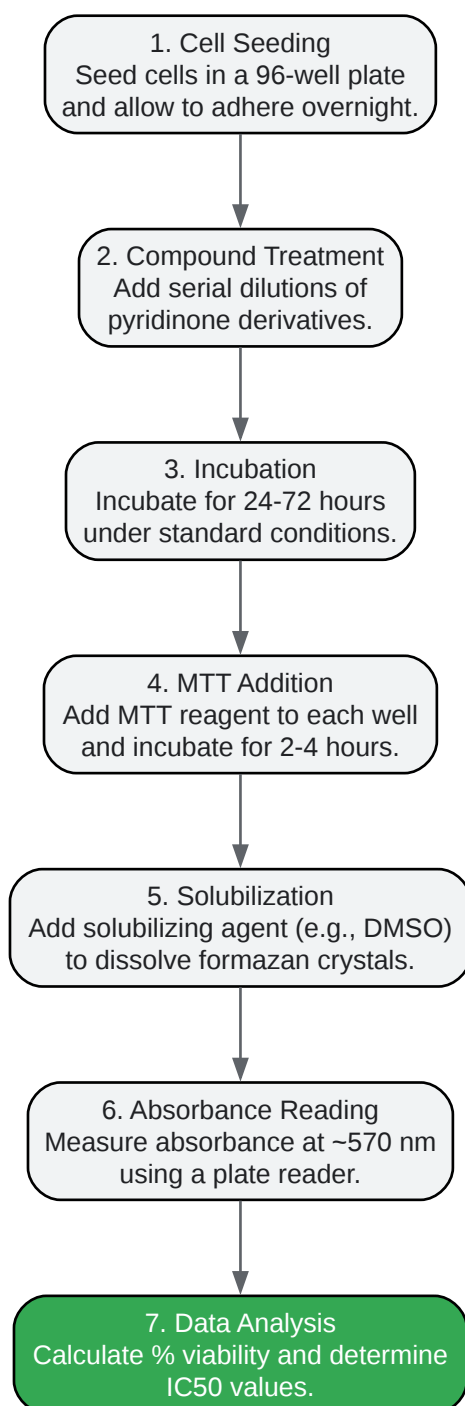 1. Cell Seeding
Seed cells in a 96-well plate
and allow to adhere overnight.
2. Compound Treatment
Add serial dilutions of
pyridinone derivatives.
3. Incubation
Incubate for 24-72 hours
under standard conditions.
4. MTT Addition
Add MTT reagent to each well
and incubate for 2-4 hours.
5. Solubilization
Add solubilizing agent (e.g., DMSO)
to dissolve formazan crystals.
6. Absorbance Reading
Measure absorbance at ~570 nm
using a plate reader.
7. Data Analysis
Calculate % viability and determine
IC50 values.